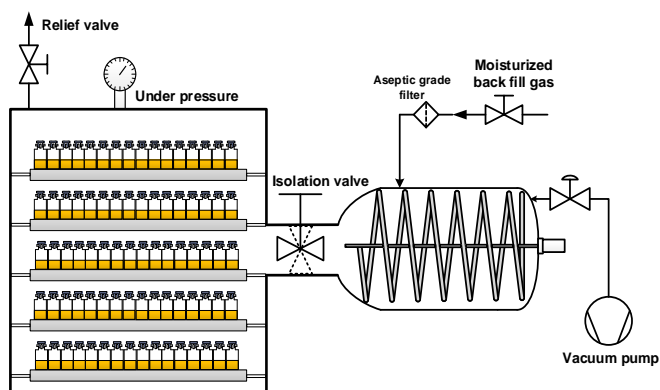 Relief valve
Under pressure
Moisturized
back fill gas
Aseptic grade
filter
Isolation valve
Vacuum pump